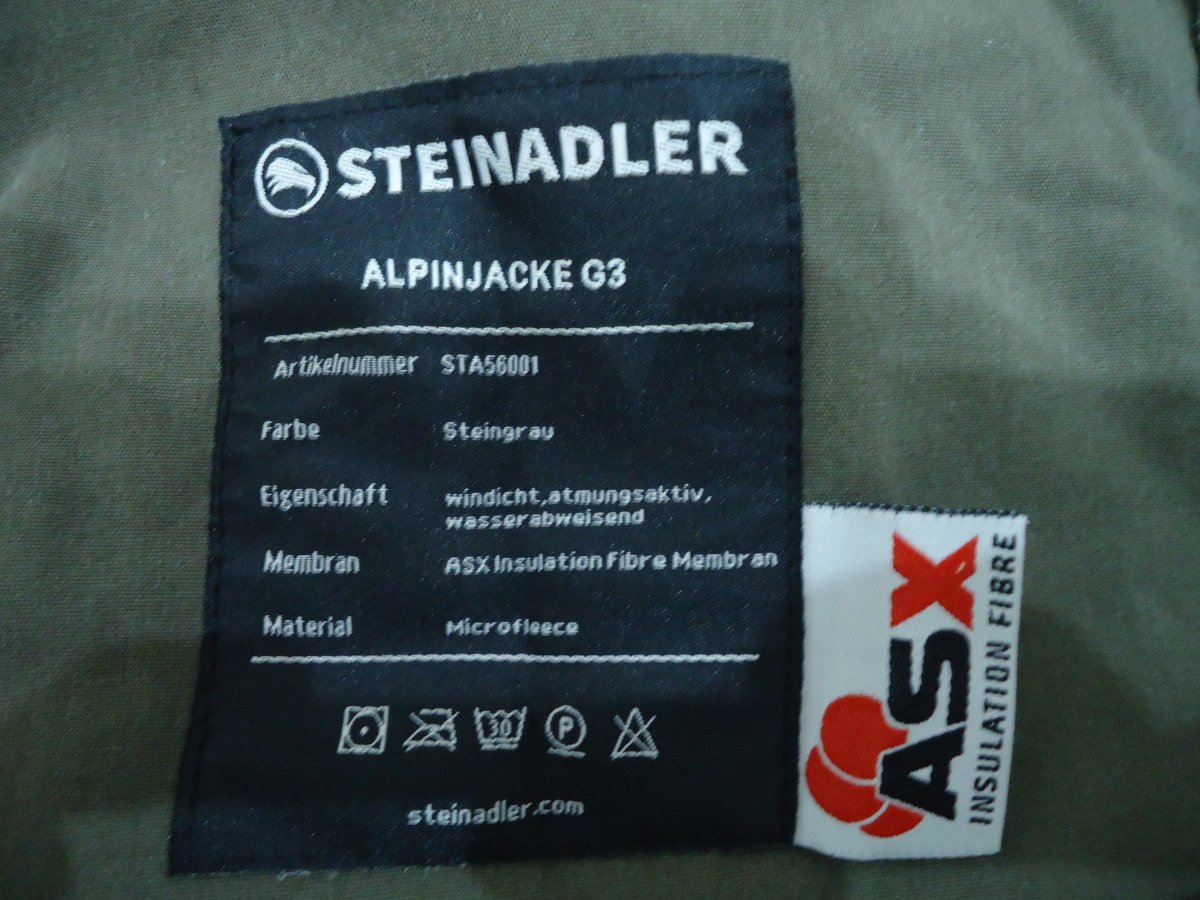 STEINADLER
ALPINJACKE G3
Artikelnummer STA56001
Farbe Steingrau
Eigenschaft windicht,atmungsaktiv,
wasserabweisend
Membran ASX Insulation Fibre Membran
Material Microfleece
30 P
steinadler.com
ASX
INSULATION FIBRE